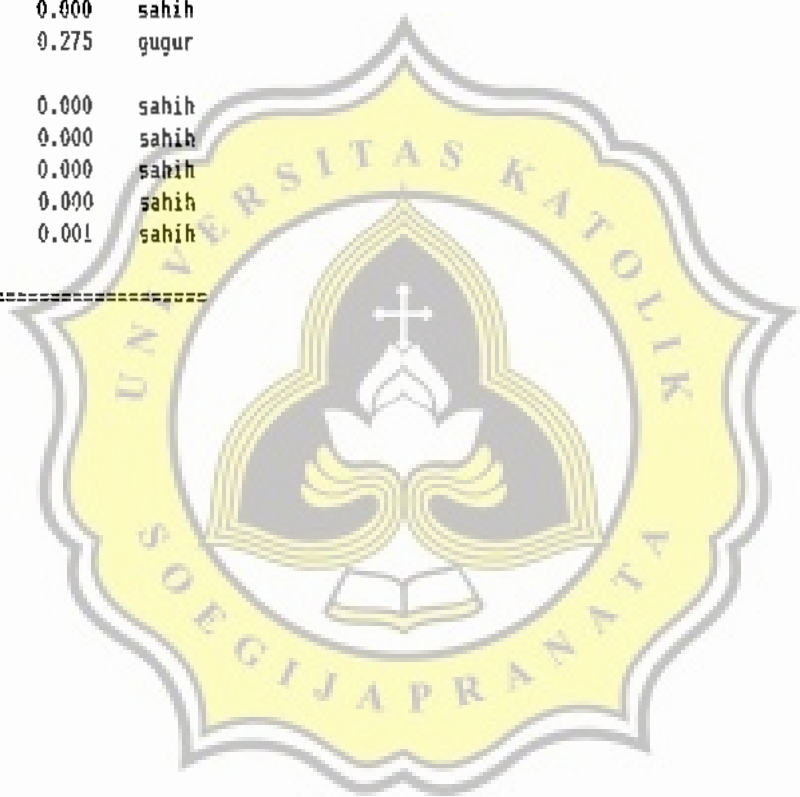 0.000 sahih
0.275 gugur
0.000 sahih
0.000 sahih
0.000 sahih
0.000 sahih
0.001 sahih
==================
UNIVERSITAS KATOLIK
SOEGIJAPRANATA